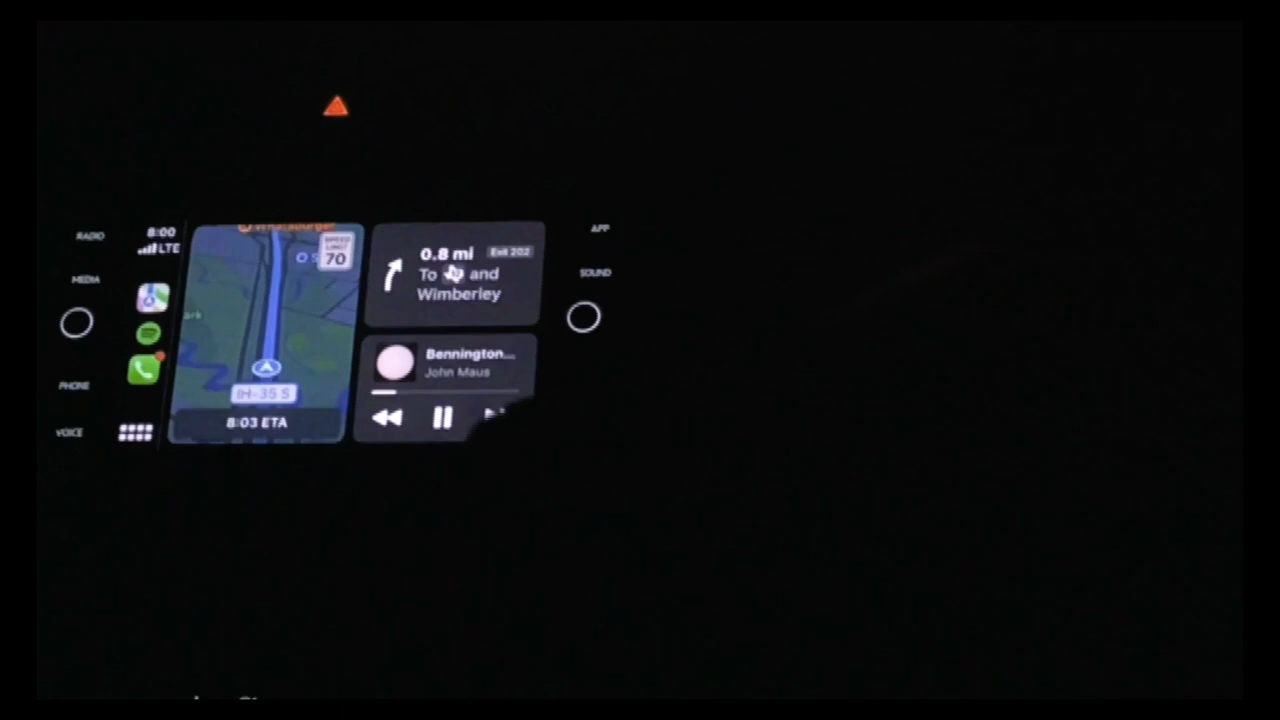 RADIO
MEDIA
PHONE
VOICE
8:00
LTE
Whataburger
SPEED
LIMIT
70
IH-35 S
8:03 ETA
0.8 mi
Exit 202
To and
Wimberley
Bennington...
John Maus
APP
SOUND